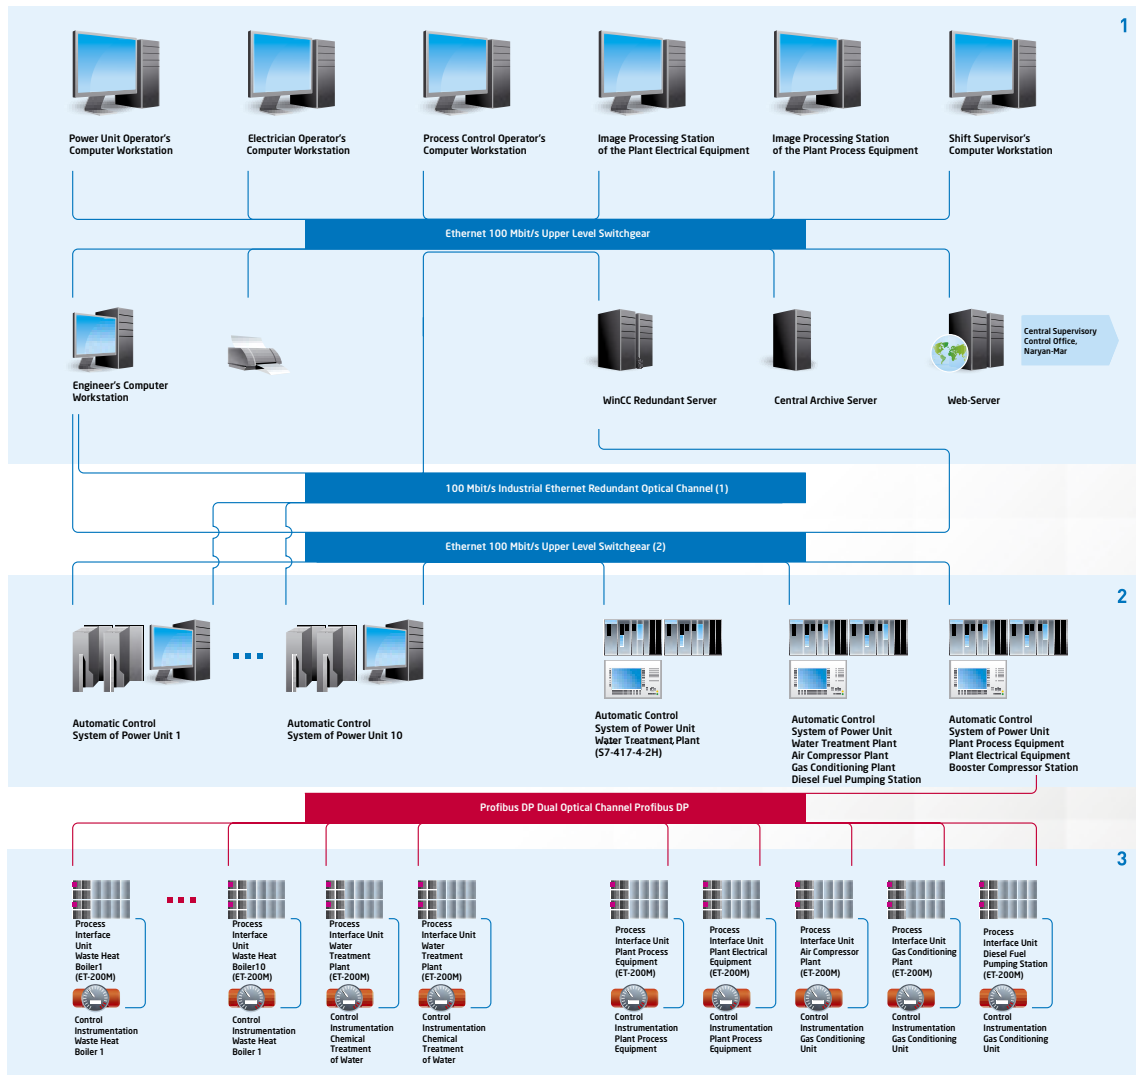 1
Power Unit Operator's
Computer Workstation
Electrician Operator's
Computer Workstation
Process Control Operator's
Computer Workstation
Image Processing Station
of the Plant Electrical Equipment
Image Processing Station
of the Plant Process Equipment
Shift Supervisor's
Computer Workstation
Ethernet 100 Mbit/s Upper Level Switchgear
Engineer's Computer
Workstation
WinCC Redundant Server
Central Archive Server
Web-Server
Central Supervisory
Control Office,
Naryan-Mar
100 Mbit/s Industrial Ethernet Redundant Optical Channel (1)
Ethernet 100 Mbit/s Upper Level Switchgear (2)
2
Automatic Control
System of Power Unit 1
Automatic Control
System of Power Unit 10
Automatic Control
System of Power Unit
Water Treatment Plant
(S7-417-4-2H)
Automatic Control
System of Power Unit
Water Treatment Plant
Air Compressor Plant
Gas Conditioning Plant
Diesel Fuel Pumping Station
Automatic Control
System of Power Unit
Plant Process Equipment
Plant Electrical Equipment
Booster Compressor Station
Profibus DP Dual Optical Channel Profibus DP
3
Process
Interface
Unit
Waste Heat
Boiler1
(ET-200M)
Control
Instrumentation
Waste Heat
Boiler 1
Process
Interface
Unit
Waste Heat
Boiler10
(ET-200M)
Control
Instrumentation
Waste Heat
Boiler 1
Process
Interface Unit
Water
Treatment
Plant
(ET-200M)
Control
Instrumentation
Chemical
Treatment
of Water
Process
Interface Unit
Water
Treatment
Plant
(ET-200M)
Control
Instrumentation
Chemical
Treatment
of Water
Process
Interface Unit
Plant Process
Equipment
(ET-200M)
Control
Instrumentation
Plant Process
Equipment
Process
Interface Unit
Plant Electrical
Equipment
(ET-200M)
Control
Instrumentation
Plant Process
Equipment
Process
Interface Unit
Air Compressor
Plant
(ET-200M)
Control
Instrumentation
Gas Conditioning
Unit
Process
Interface Unit
Gas Conditioning
Plant
(ET-200M)
Control
Instrumentation
Gas Conditioning
Unit
Process
Interface Unit
Diesel Fuel
Pumping Station
(ET-200M)
Control
Instrumentation
Gas Conditioning
Unit